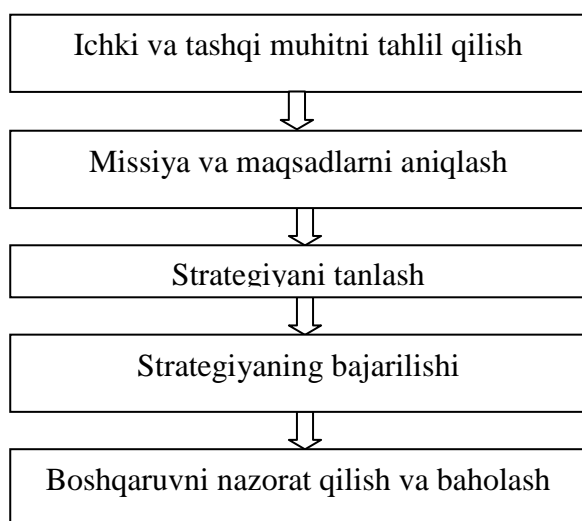 Ichki va tashqi muhitni tahlil qilish
Missiya va maqsadlarni aniqlash
Strategiyani tanlash
Strategiyaning bajarilishi
Boshqaruvni nazorat qilish va baholash